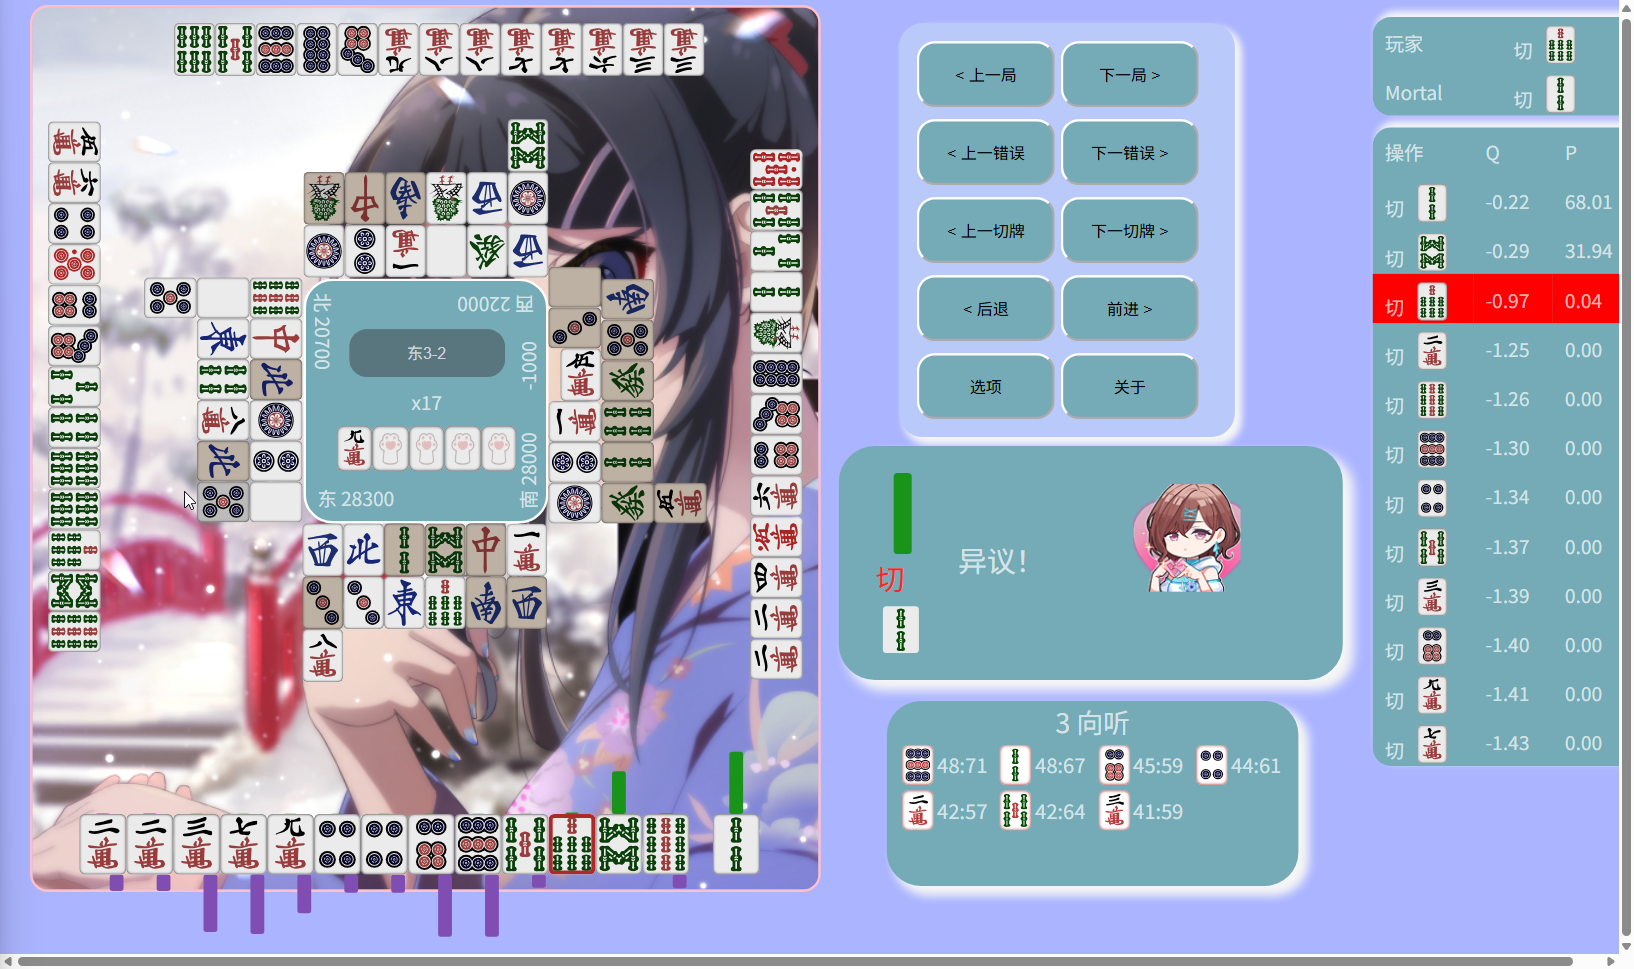 北 20700
西 22000
东3-2
-1000
x17
东 28300
南 28000
< 上一局
下一局 >
< 上一错误
下一错误 >
< 上一切牌
下一切牌 >
< 后退
前进 >
选项
关于
切
异议！
3 向听
48:71
48:67
45:59
44:61
42:57
42:64
41:59
玩家 切
Mortal 切
操作 Q P
切 -0.22 68.01
切 -0.29 31.94
切 -0.97 0.04
切 -1.25 0.00
切 -1.26 0.00
切 -1.30 0.00
切 -1.34 0.00
切 -1.37 0.00
切 -1.39 0.00
切 -1.40 0.00
切 -1.41 0.00
切 -1.43 0.00